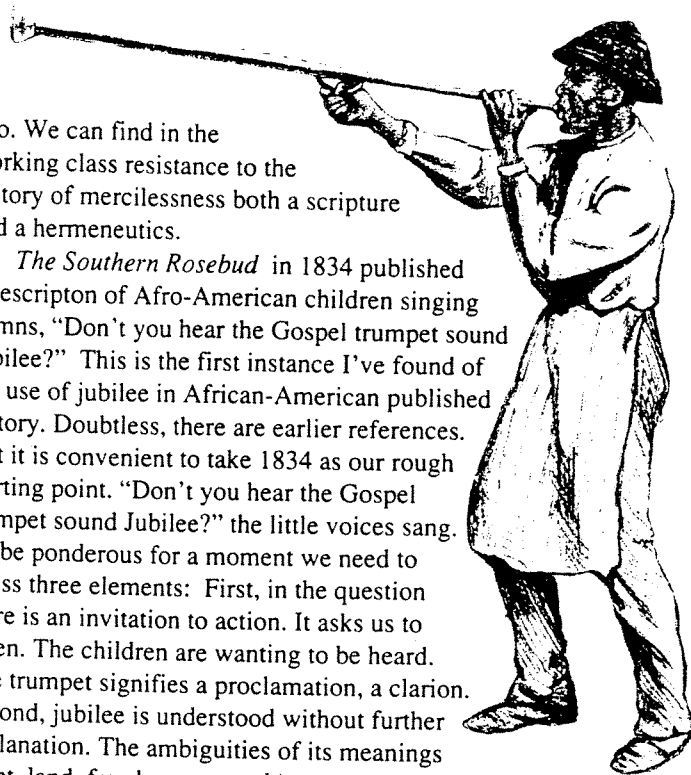 o. We can find in the
orking class resistance to the
tory of mercilessness both a scripture
d a hermeneutics.
The Southern Rosebud in 1834 published
escripton of Afro-American children singing
mns, “Don’t you hear the Gospel trumpet sound
bilee?” This is the first instance I’ve found of
use of jubilee in African-American published
tory. Doubtless, there are earlier references.
t it is convenient to take 1834 as our rough
rting point. “Don’t you hear the Gospel
mpet sound Jubilee?” the little voices sang.
be ponderous for a moment we need to
ss three elements: First, in the question
re is an invitation to action. It asks us to
en. The children are wanting to be heard.
e trumpet signifies a proclamation, a clarion.
ond, jubilee is understood without further
lanation. The ambiguities of its meanings